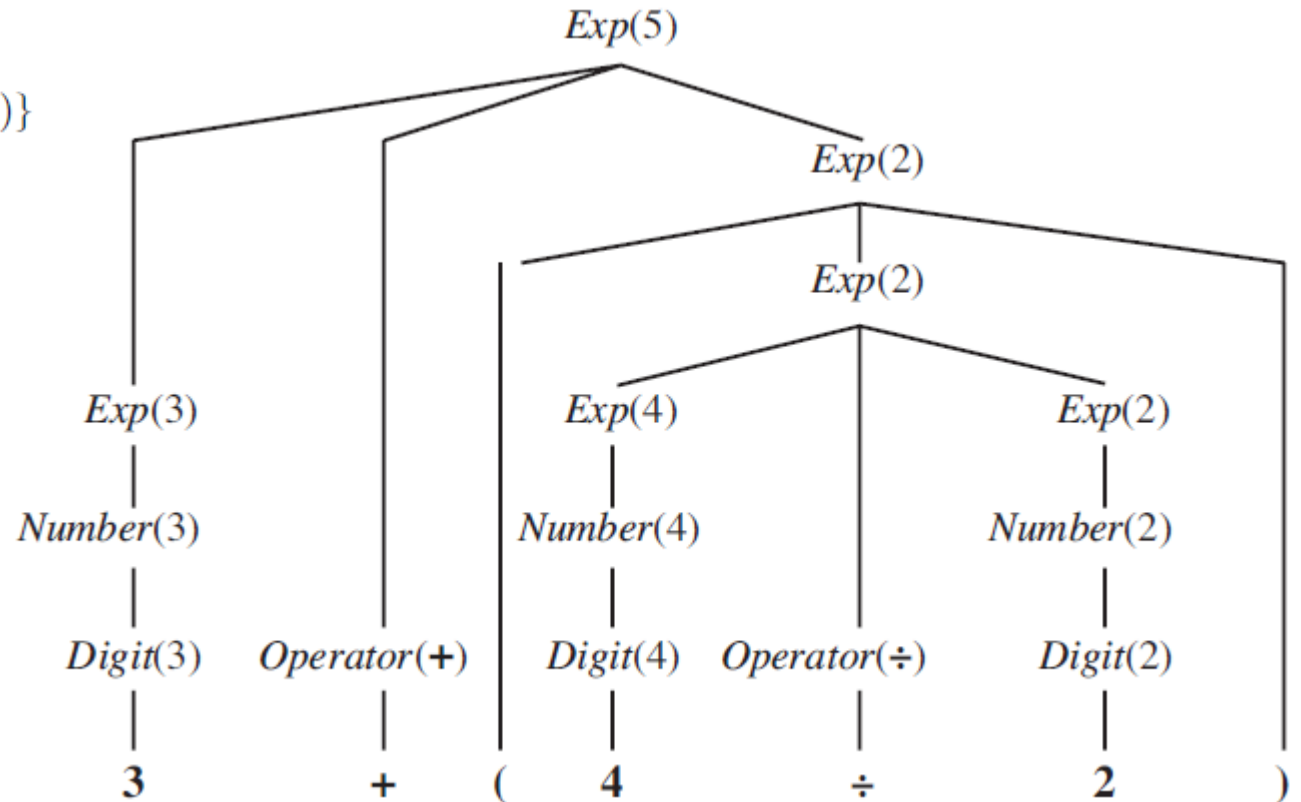 Exp(5)
)}
Exp(2)
Exp(2)
Exp(3) Exp(4) Exp(2)
Number(3) Number(4) Number(2)
Digit(3) Operator(+) Digit(4) Operator(÷) Digit(2)
3 + ( 4 ÷ 2 )